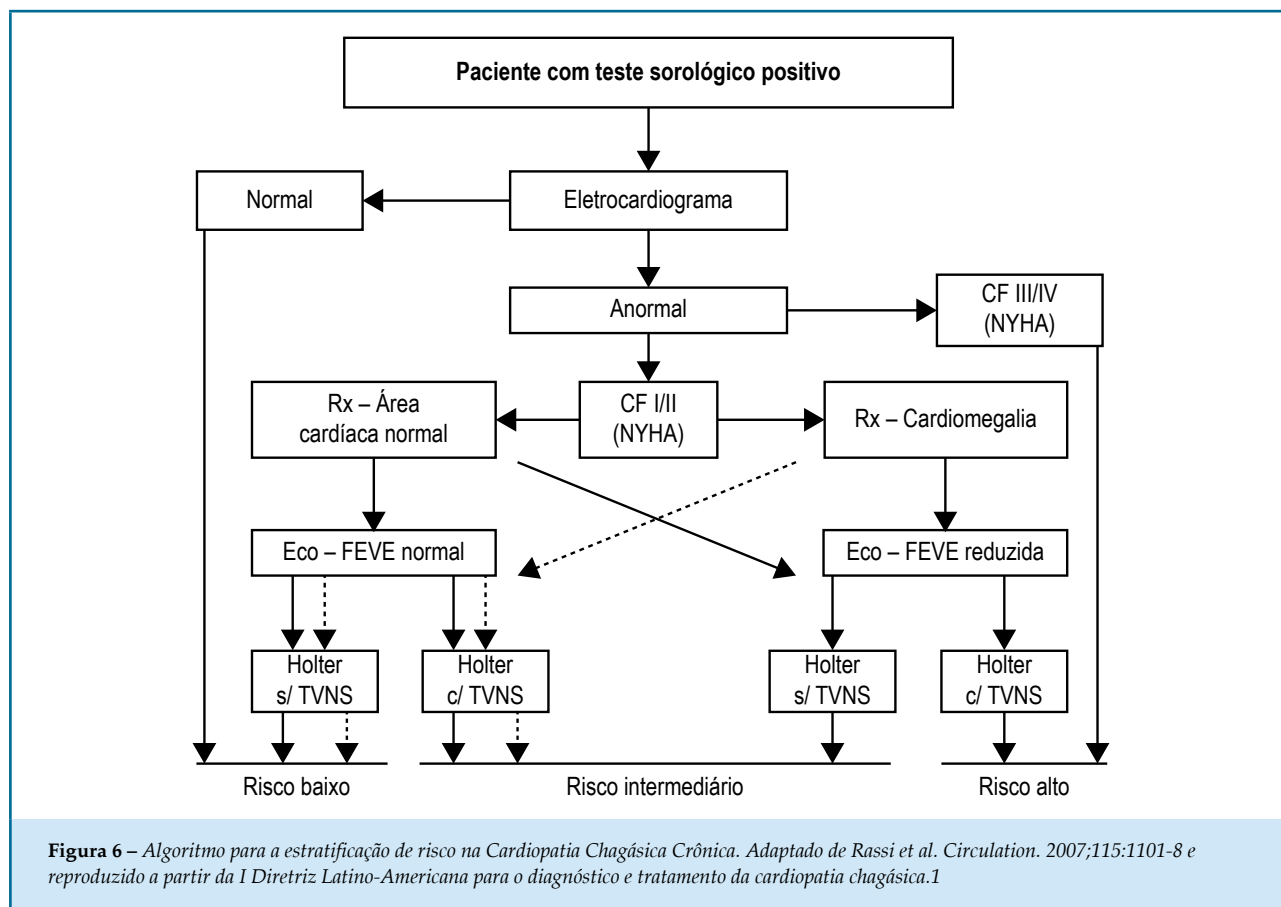 Paciente com teste sorológico positivo
Normal
Eletrocardiograma
Anormal
CF III/IV
(NYHA)
Rx – Área
cardíaca normal
CF I/II
(NYHA)
Rx – Cardiomegalia
Eco – FEVE normal
Eco – FEVE reduzida
Holter
s/ TVNS
Holter
c/ TVNS
Holter
s/ TVNS
Holter
c/ TVNS
Risco baixo
Risco intermediário
Risco alto
Figura 6 – Algoritmo para a estratificação de risco na Cardiopatia Chagásica Crônica. Adaptado de Rassi et al. Circulation. 2007;115:1101-8 e
reproduzido a partir da I Diretriz Latino-Americana para o diagnóstico e tratamento da cardiopatia chagásica.1